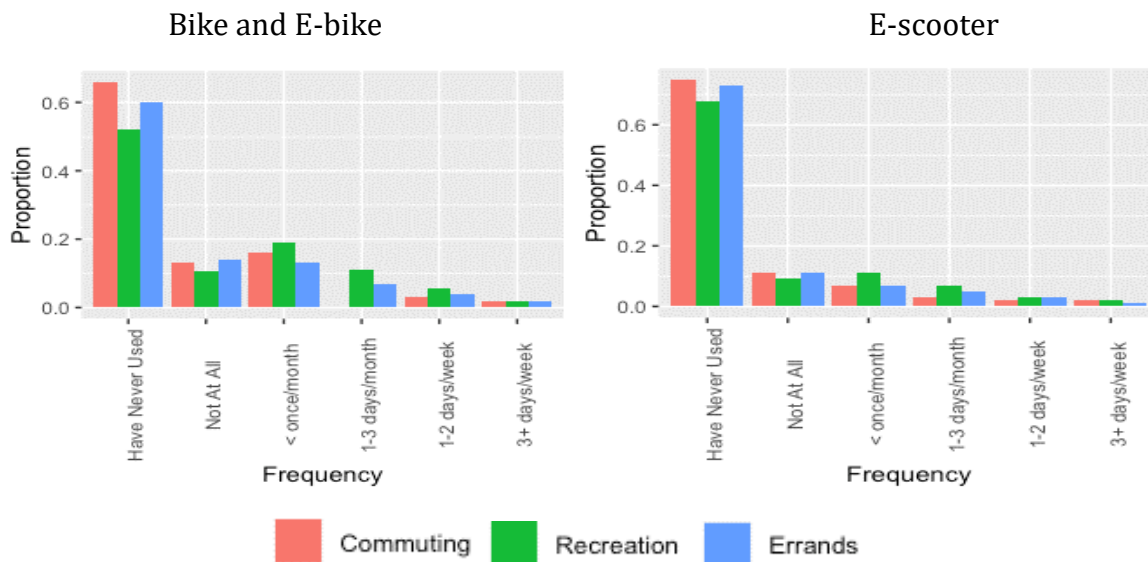 Bike and E-bike
Proportion
0.6
0.4
0.2
0.0
Have Never Used
Not At All
< once/month
1-3 days/month
1-2 days/week
3+ days/week
Frequency
E-scooter
Proportion
0.6
0.4
0.2
0.0
Have Never Used
Not At All
< once/month
1-3 days/month
1-2 days/week
3+ days/week
Frequency
Commuting Recreation Errands